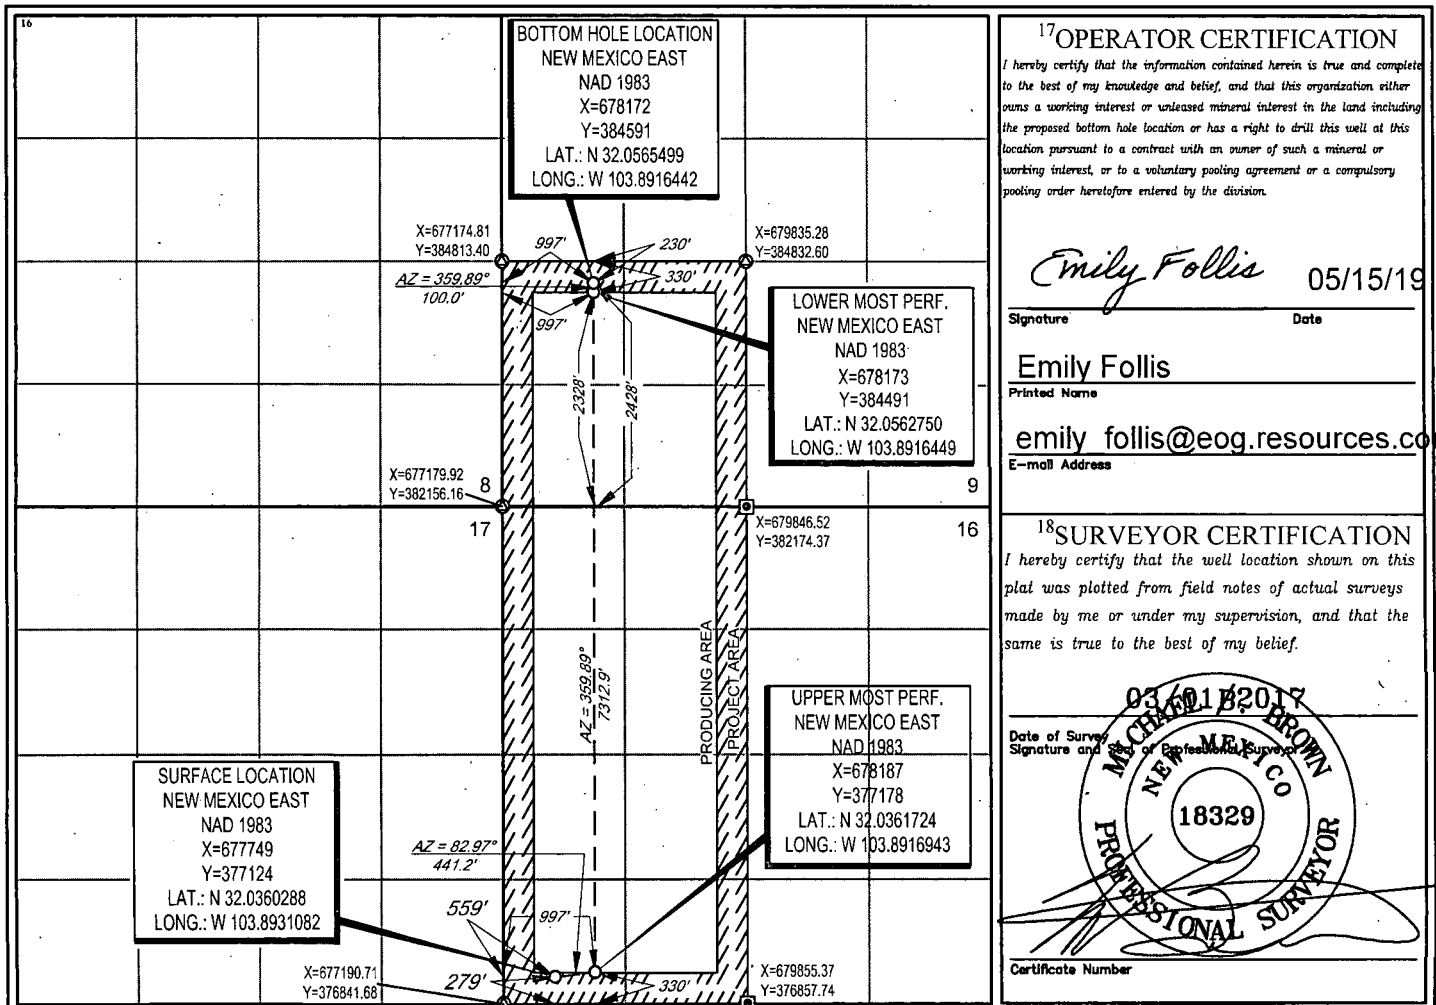 16
BOTTOM HOLE LOCATION
NEW MEXICO EAST
NAD 1983
X=678172
Y=384591
LAT.: N 32.0565499
LONG.: W 103.8916442
X=677174.81
Y=384813.40
997'
230'
X=679835.28
Y=384832.60
AZ = 359.89°
100.0'
330'
997'
LOWER MOST PERF.
NEW MEXICO EAST
NAD 1983
X=678173
Y=384491
LAT.: N 32.0562750
LONG.: W 103.8916449
2328'
2428'
X=677179.92
Y=382156.16
8
9
17
16
X=679846.52
Y=382174.37
AZ = 359.89°
7312.9'
PRODUCING AREA
PROJECT AREA
UPPER MOST PERF.
NEW MEXICO EAST
NAD 1983
X=678187
Y=377178
LAT.: N 32.0361724
LONG.: W 103.8916943
SURFACE LOCATION
NEW MEXICO EAST
NAD 1983
X=677749
Y=377124
LAT.: N 32.0360288
LONG.: W 103.8931082
AZ = 82.97°
441.2'
559'
997'
279'
330'
X=677190.71
Y=376841.68
X=679855.37
Y=376857.74
17OPERATOR CERTIFICATION
I hereby certify that the information contained herein is true and complete
to the best of my knowledge and belief, and that this organization either
owns a working interest or unleased mineral interest in the land including
the proposed bottom hole location or has a right to drill this well at this
location pursuant to a contract with an owner of such a mineral or
working interest, or to a voluntary pooling agreement or a compulsory
pooling order heretofore entered by the division.
Emily Follis 05/15/19
Signature Date
Emily Follis
Printed Name
emily_follis@eog.resources.co
E-mail Address
18SURVEYOR CERTIFICATION
I hereby certify that the well location shown on this
plat was plotted from field notes of actual surveys
made by me or under my supervision, and that the
same is true to the best of my belief.
03/01/2017
Date of Survey
Signature and Seal of Professional Surveyor
MICHAEL B. BROWN
NEW MEXICO
18329
PROFESSIONAL SURVEYOR
Certificate Number